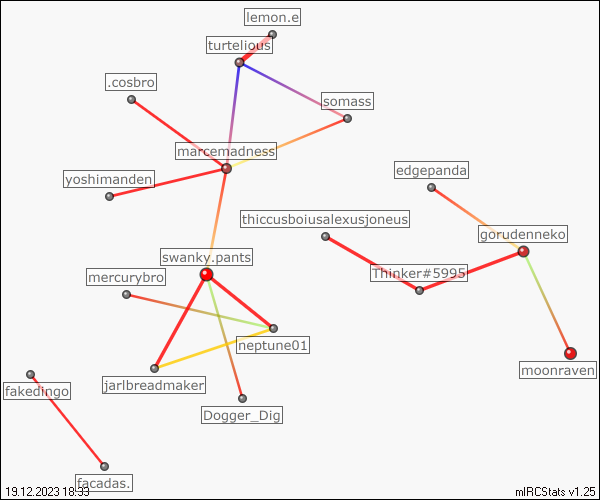 lemon.e
turtelious
.cosbro
somass
marcemadness
edgepanda
yoshimanden
thiccusboiusalexusjoneus
gorudenneko
swanky.pants
Thinker#5995
mercurybro
neptune01
moonraven
jarlbreadmaker
fakedingo
Dogger_Dig
facadas.
19.12.2023 18:33
mIRCStats v1.25